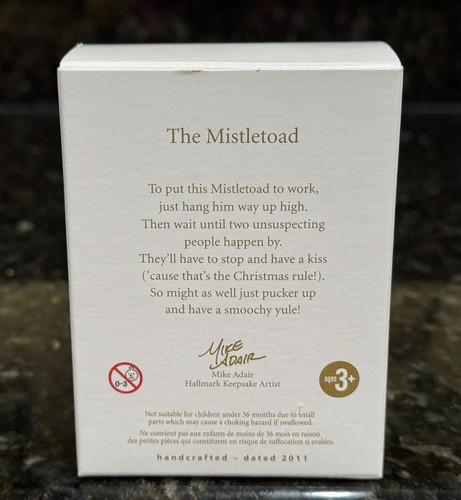 The Mistletoad
To put this Mistletoad to work,
just hang him way up high.
Then wait until two unsuspecting
people happen by.
They'll have to stop and have a kiss
('cause that's the Christmas rule!).
So might as well just pucker up
and have a smoochy yule!
MIKE
ADAIR
Mike Adair
Hallmark Keepsake Artist
0-3
ages 3+
Not suitable for children under 36 months due to small
parts which may cause a choking hazard if swallowed.
Ne convient pas aux enfants de moins de 36 mois en raison
des petites pièces qui constituent un risque de suffocation si avalées.
handcrafted – dated 2011